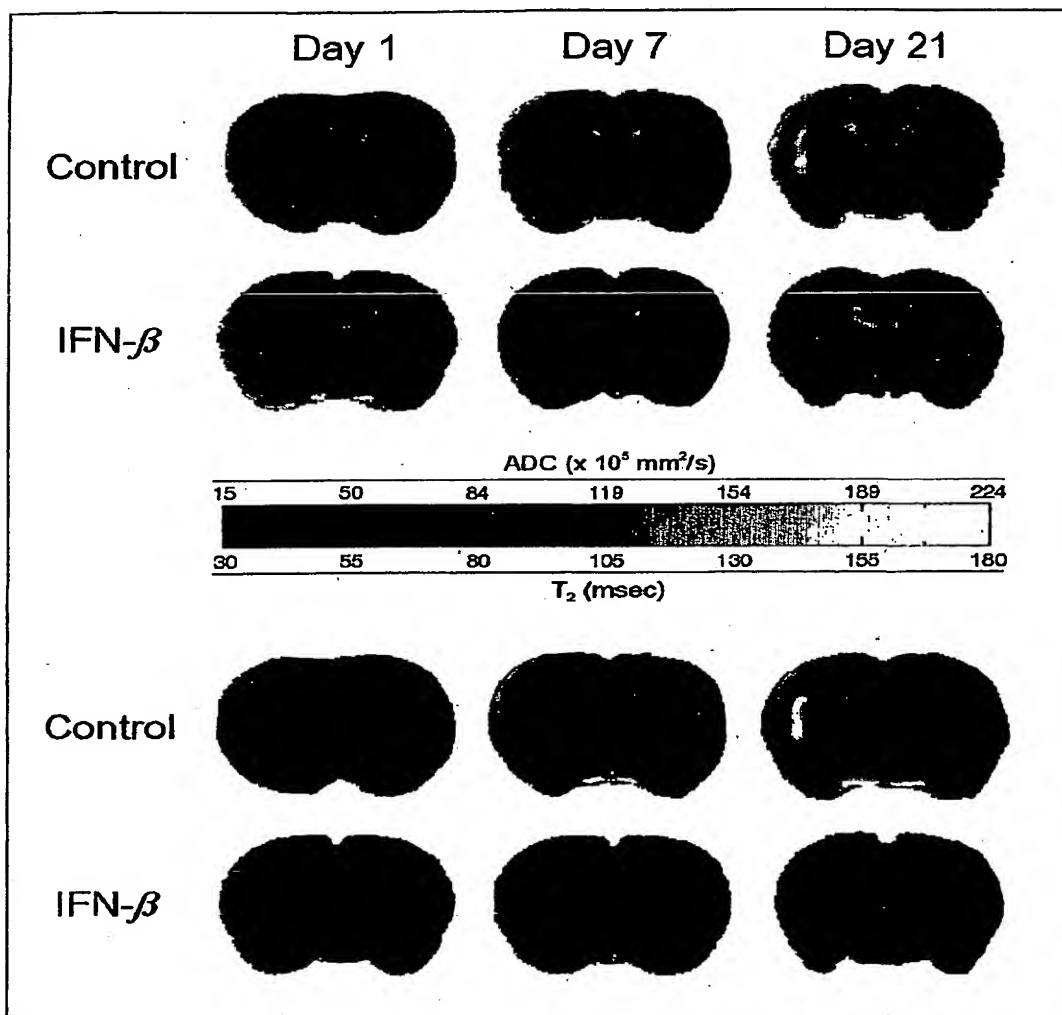 Day 1 Day 7 Day 21
Control
IFN-β
ADC (x 10⁵ mm²/s)
15 50 84 119 154 189 224
30 55 80 105 130 155 180
T₂ (msec)
Control
IFN-β